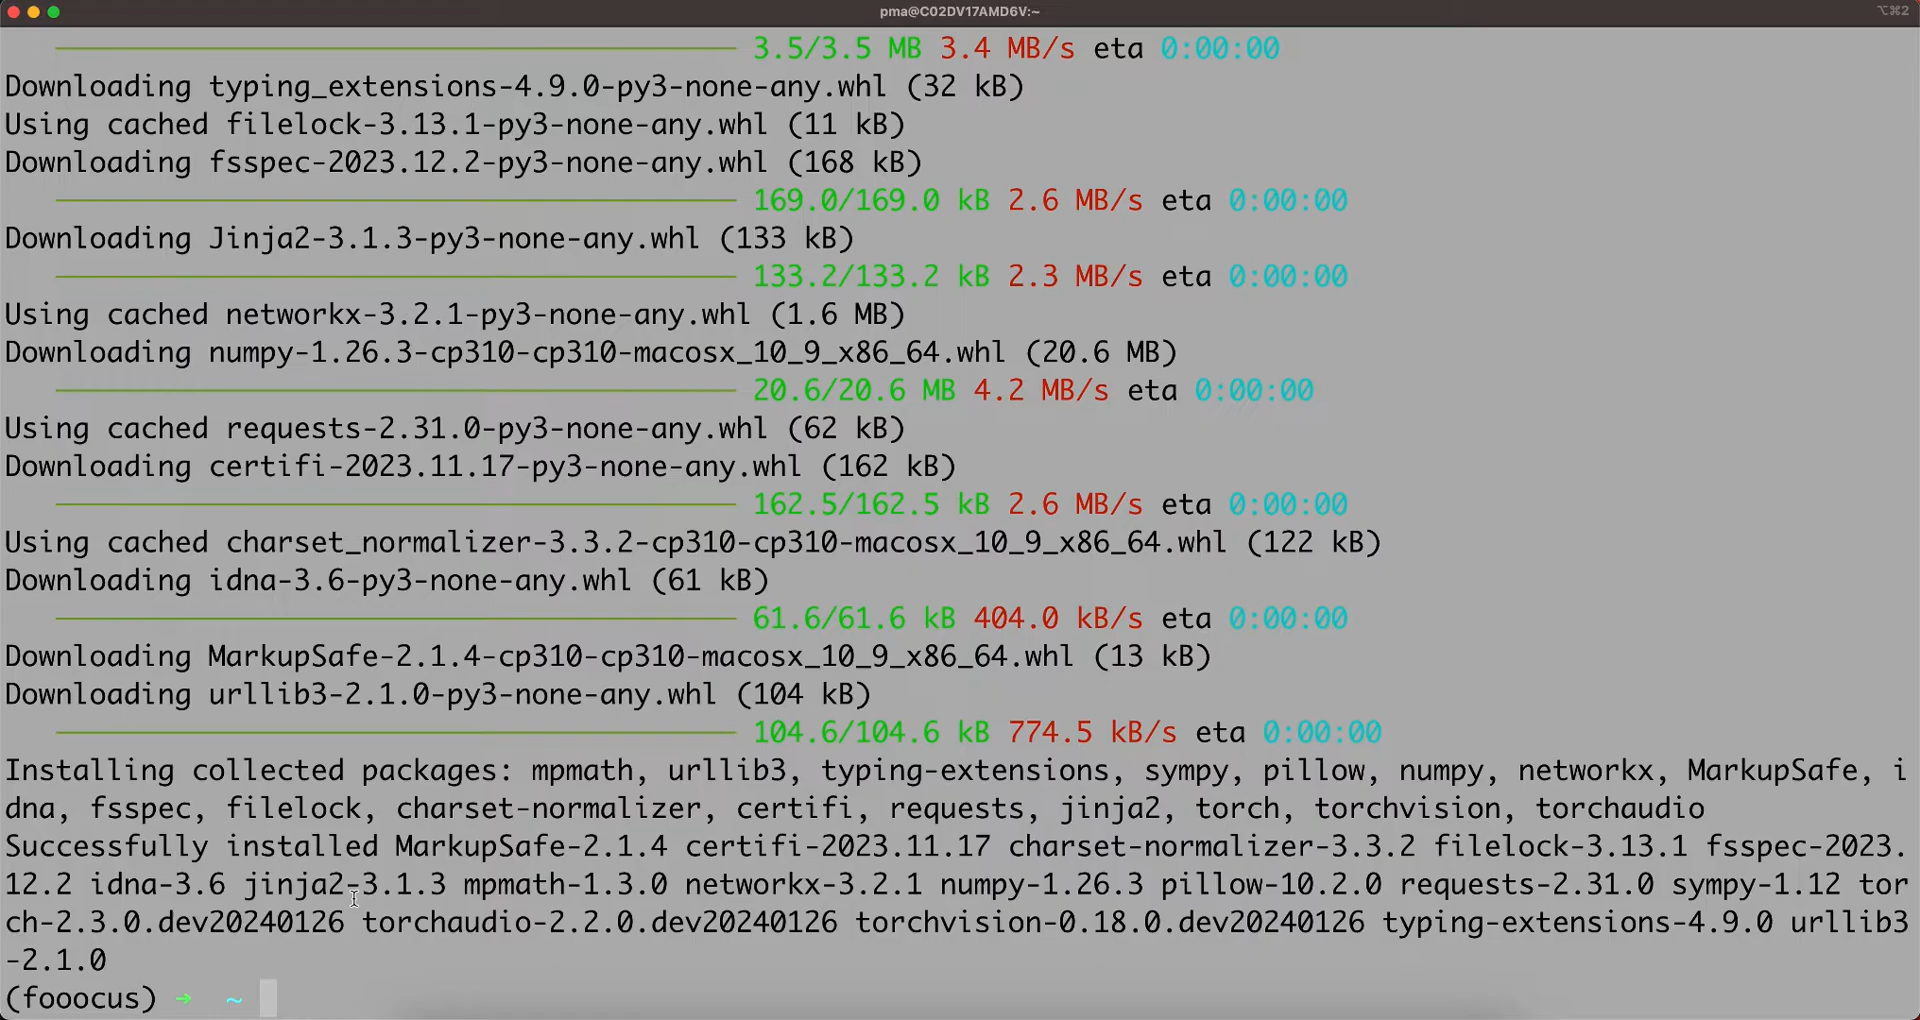 pma@C02DV17AMD6V:~
⌥⌘2
3.5/3.5 MB 3.4 MB/s eta 0:00:00
Downloading typing_extensions-4.9.0-py3-none-any.whl (32 kB)
Using cached filelock-3.13.1-py3-none-any.whl (11 kB)
Downloading fsspec-2023.12.2-py3-none-any.whl (168 kB)
169.0/169.0 kB 2.6 MB/s eta 0:00:00
Downloading Jinja2-3.1.3-py3-none-any.whl (133 kB)
133.2/133.2 kB 2.3 MB/s eta 0:00:00
Using cached networkx-3.2.1-py3-none-any.whl (1.6 MB)
Downloading numpy-1.26.3-cp310-cp310-macosx_10_9_x86_64.whl (20.6 MB)
20.6/20.6 MB 4.2 MB/s eta 0:00:00
Using cached requests-2.31.0-py3-none-any.whl (62 kB)
Downloading certifi-2023.11.17-py3-none-any.whl (162 kB)
162.5/162.5 kB 2.6 MB/s eta 0:00:00
Using cached charset_normalizer-3.3.2-cp310-cp310-macosx_10_9_x86_64.whl (122 kB)
Downloading idna-3.6-py3-none-any.whl (61 kB)
61.6/61.6 kB 404.0 kB/s eta 0:00:00
Downloading MarkupSafe-2.1.4-cp310-cp310-macosx_10_9_x86_64.whl (13 kB)
Downloading urllib3-2.1.0-py3-none-any.whl (104 kB)
104.6/104.6 kB 774.5 kB/s eta 0:00:00
Installing collected packages: mpmath, urllib3, typing-extensions, sympy, pillow, numpy, networkx, MarkupSafe, i
dna, fsspec, filelock, charset-normalizer, certifi, requests, jinja2, torch, torchvision, torchaudio
Successfully installed MarkupSafe-2.1.4 certifi-2023.11.17 charset-normalizer-3.3.2 filelock-3.13.1 fsspec-2023.
12.2 idna-3.6 jinja2-3.1.3 mpmath-1.3.0 networkx-3.2.1 numpy-1.26.3 pillow-10.2.0 requests-2.31.0 sympy-1.12 tor
ch-2.3.0.dev20240126 torchaudio-2.2.0.dev20240126 torchvision-0.18.0.dev20240126 typing-extensions-4.9.0 urllib3
-2.1.0
(fooocus) ➜ ~